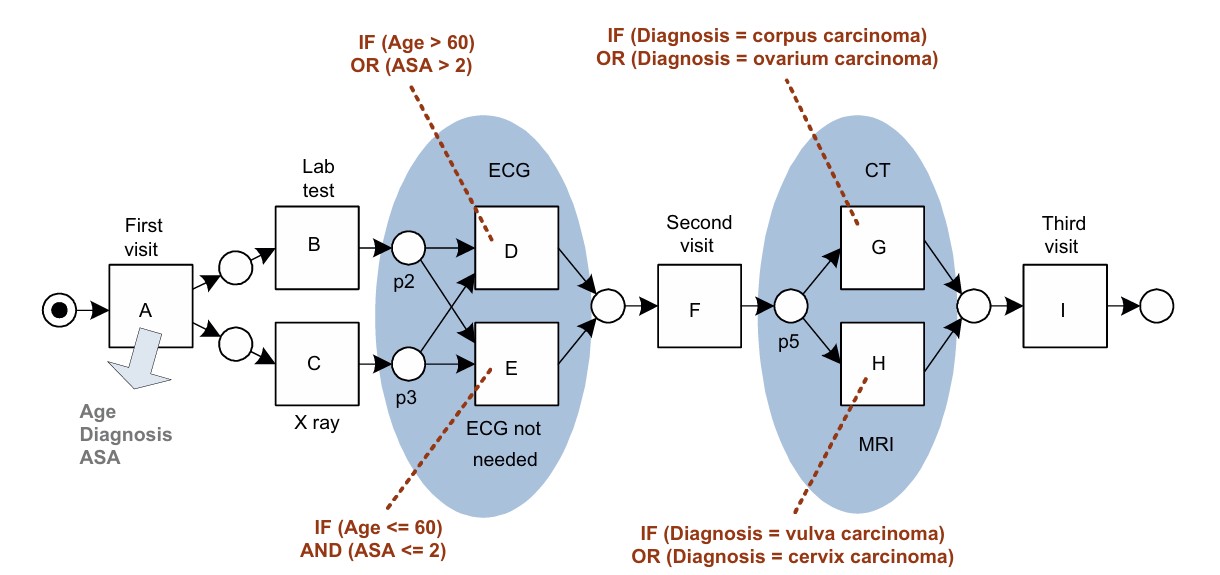 IF (Age > 60)
OR (ASA > 2)
IF (Diagnosis = corpus carcinoma)
OR (Diagnosis = ovarium carcinoma)
First
visit
A
Age
Diagnosis
ASA
Lab
test
B
C
X ray
p2
p3
ECG
D
E
ECG not
needed
IF (Age <= 60)
AND (ASA <= 2)
Second
visit
F
p5
CT
G
H
MRI
IF (Diagnosis = vulva carcinoma)
OR (Diagnosis = cervix carcinoma)
Third
visit
I